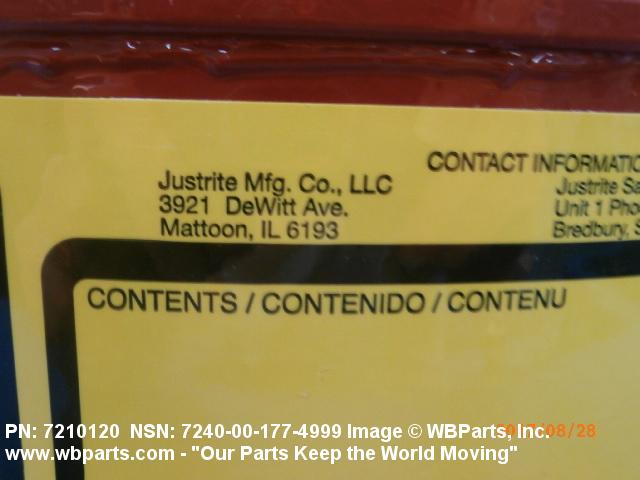 Justrite Mfg. Co., LLC
3921 DeWitt Ave.
Mattoon, IL 6193
CONTACT INFORMATIO
Justrite Sa
Unit 1 Pho
Bredbury, S
CONTENTS / CONTENIDO / CONTENU
PN: 7210120 NSN: 7240-00-177-4999 Image © WBParts, Inc.
www.wbparts.com - "Our Parts Keep the World Moving"